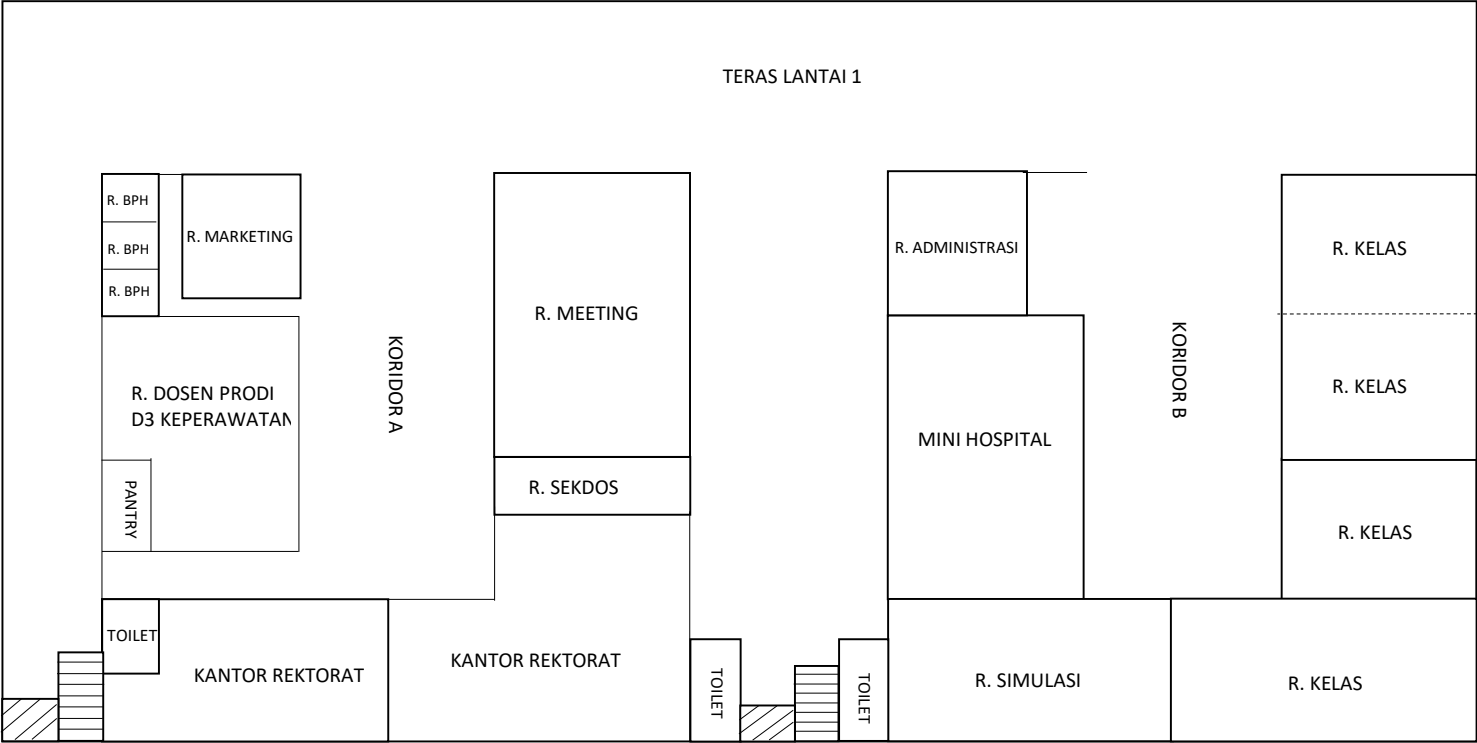 TERAS LANTAI 1
R. BPH
R. MARKETING
R. BPH
R. BPH
R. DOSEN PRODI
D3 KEPERAWATAN
PANTRY
KORIDOR A
R. MEETING
R. SEKDOS
TOILET
KANTOR REKTORAT
KANTOR REKTORAT
TOILET
TOILET
R. ADMINISTRASI
MINI HOSPITAL
KORIDOR B
R. SIMULASI
R. KELAS
R. KELAS
R. KELAS
R. KELAS